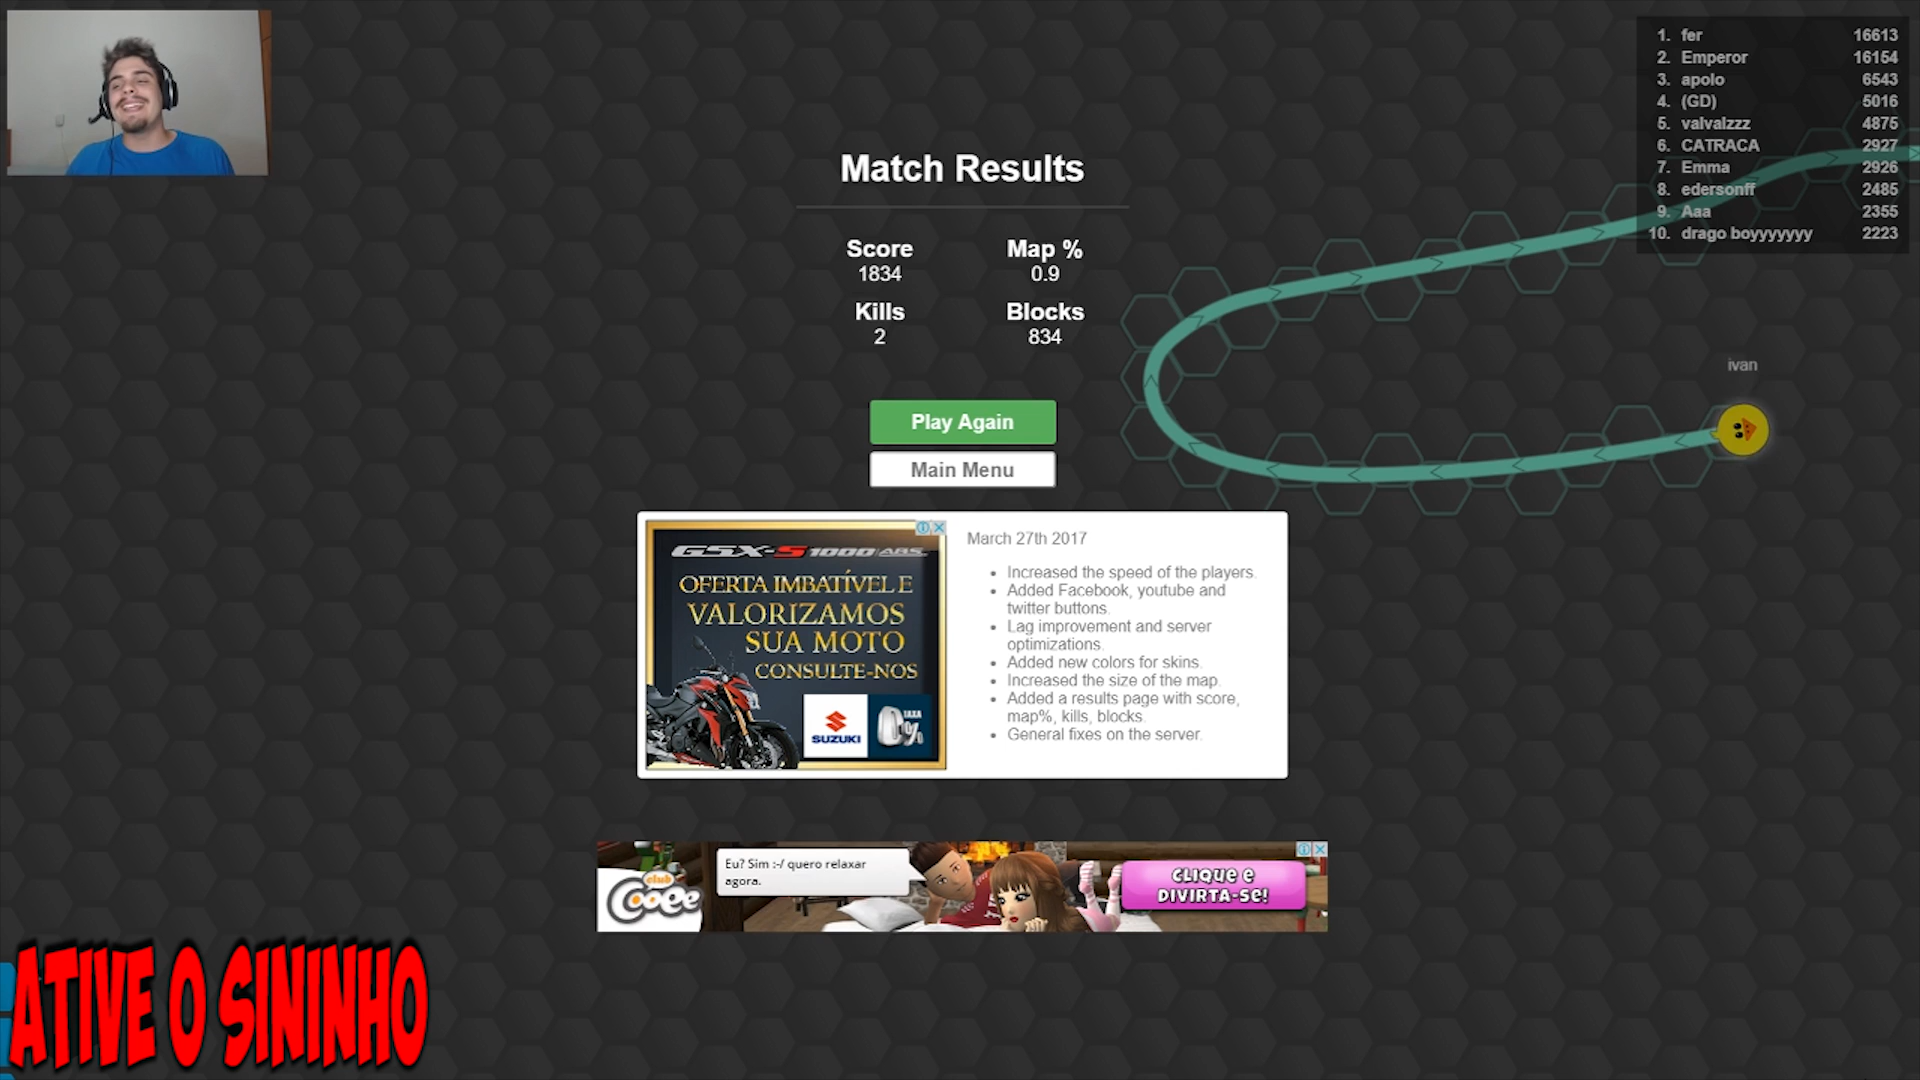 1. fer 16613
2. Emperor 16154
3. apolo 6543
4. (GD) 5016
5. valvalzzz 4875
6. CATRACA 2927
7. Emma 2926
8. edersonff 2485
9. Aaa 2355
10. drago boyyyyyyy 2223
Match Results
Score Map %
1834 0.9
Kills Blocks
2 834
ivan
Play Again
Main Menu
GSX-S1000 ABS
OFERTA IMBATÍVEL E
VALORIZAMOS
SUA MOTO
CONSULTE-NOS
SUZUKI
TAXA
0%
March 27th 2017
• Increased the speed of the players.
• Added Facebook, youtube and
twitter buttons.
• Lag improvement and server
optimizations.
• Added new colors for skins.
• Increased the size of the map.
• Added a results page with score,
map%, kills, blocks.
• General fixes on the server.
club
Cooee
Eu? Sim :-/ quero relaxar
agora.
CLIQUE E
DIVIRTA-SE!
ATIVE O SININHO